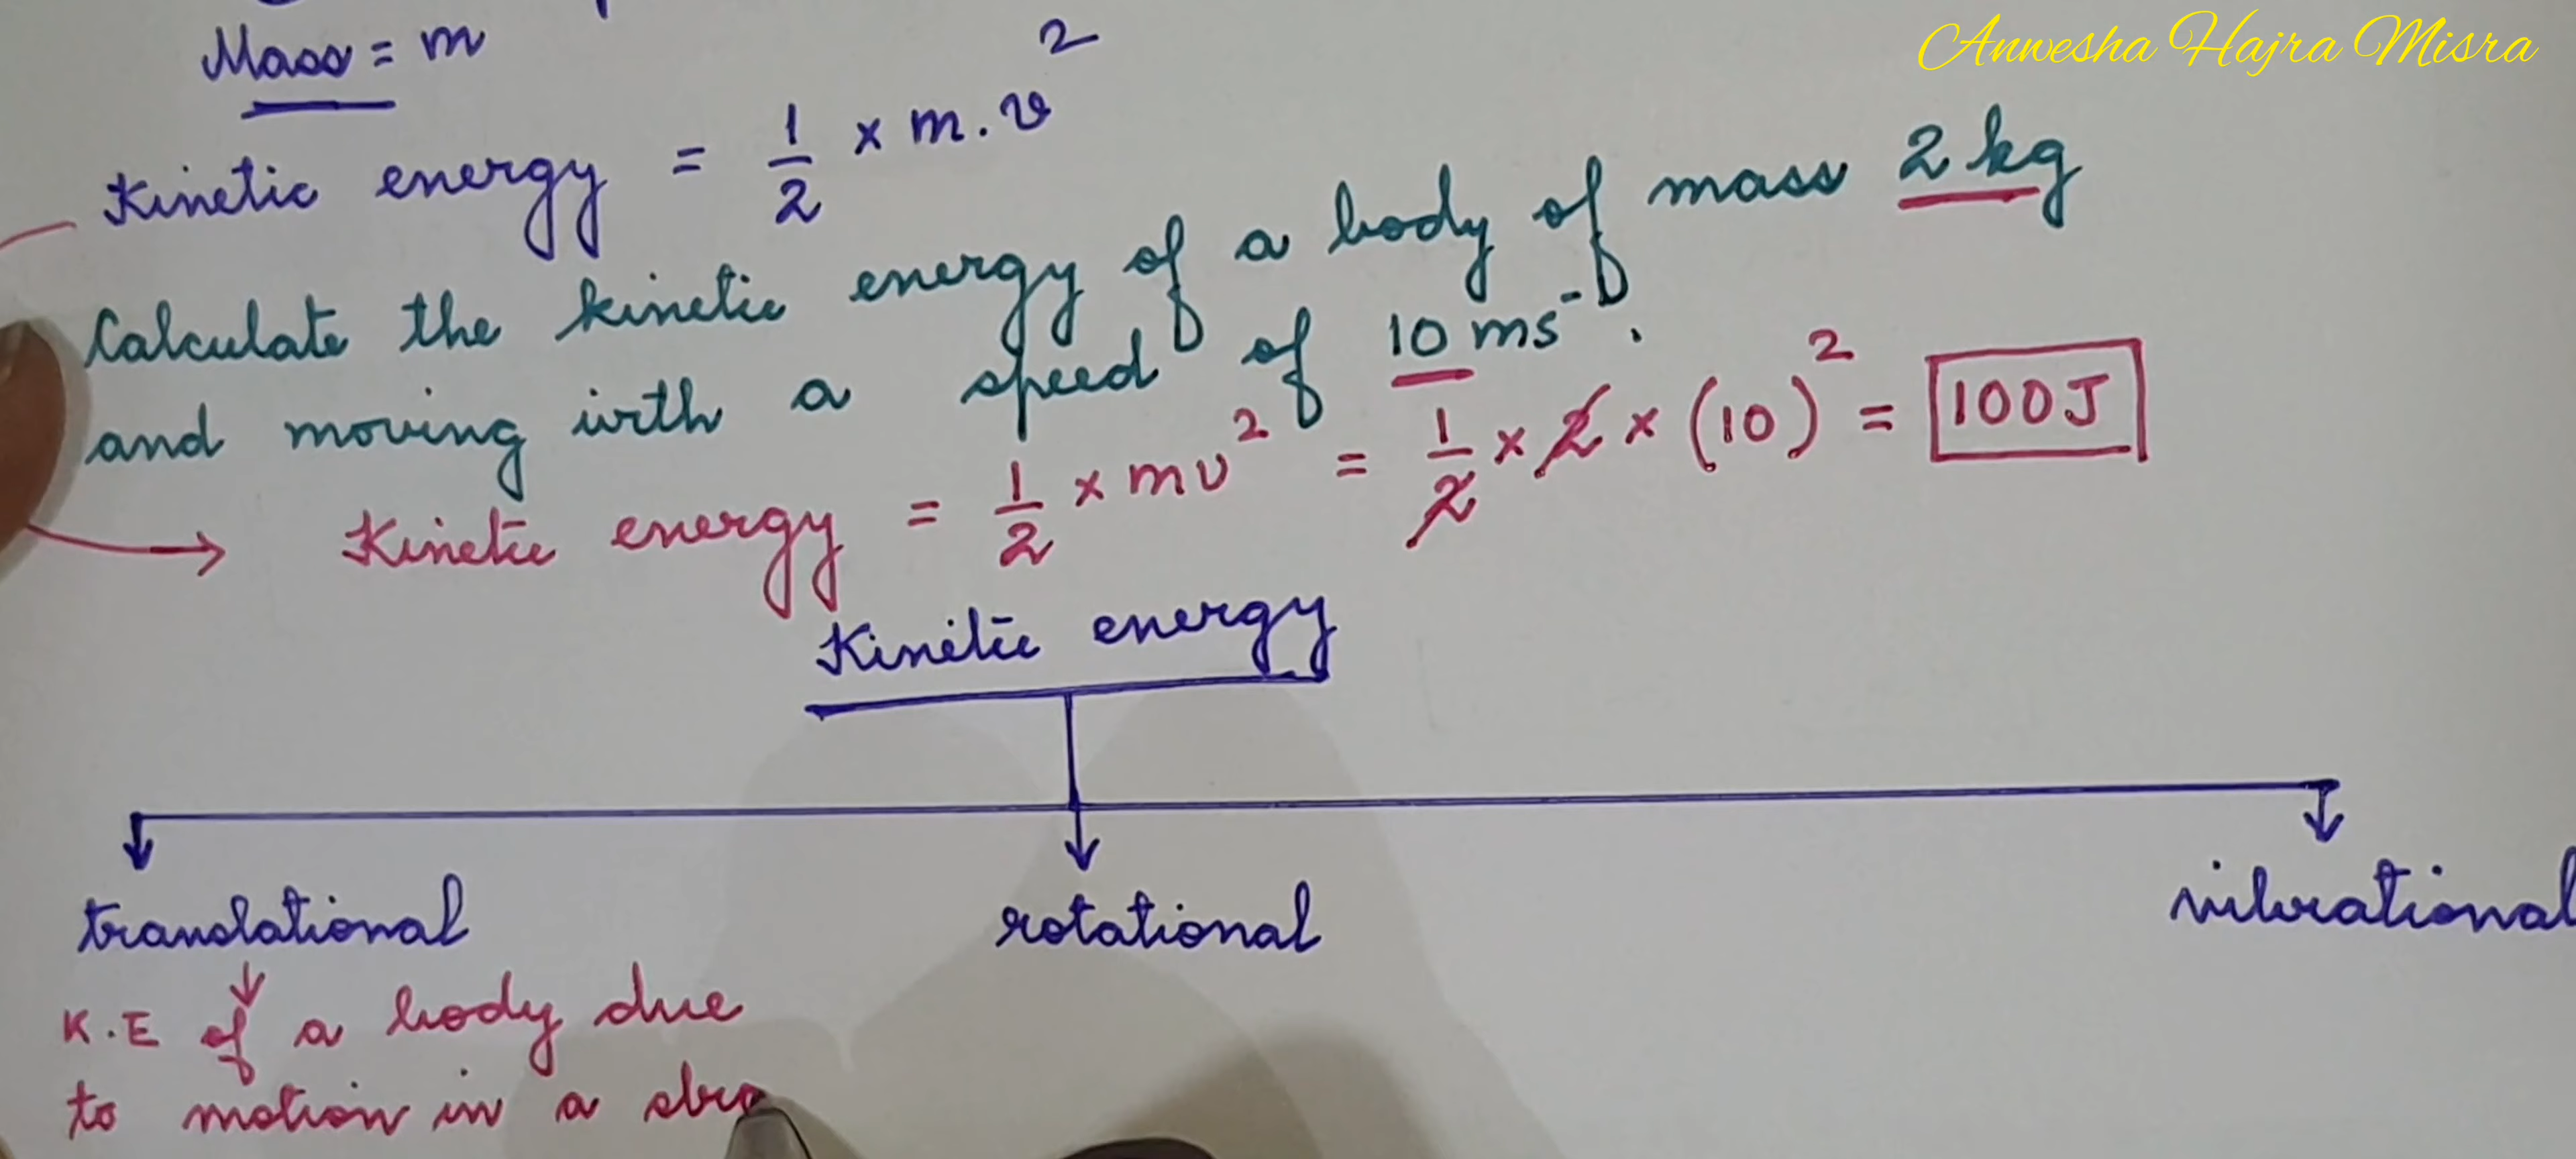 Anwesha Hajra Misra
Mass = m
Kinetic energy = 1/2 × m.v²
Calculate the kinetic energy of a body of mass 2 kg
and moving with a speed of 10 ms⁻.
Kinetic energy = 1/2 × mv² = 1/2 × 2 × (10)² = 100J
Kinetic energy
translational rotational vibrational
K.E of a body due
to motion in a